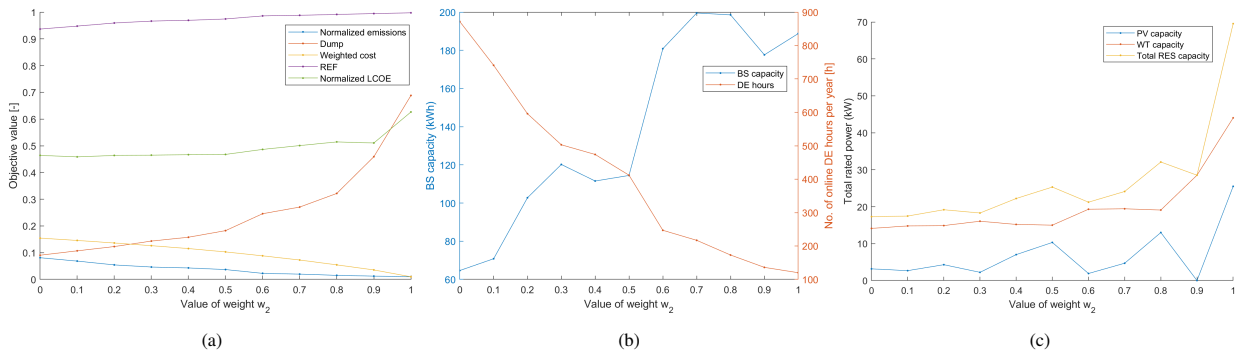 1
0.9
0.8
0.7
0.6
0.5
0.4
0.3
0.2
0.1
0
Objective value [-]
Normalized emissions
Dump
Weighted cost
REF
Normalized LCOE
0 0.1 0.2 0.3 0.4 0.5 0.6 0.7 0.8 0.9 1
Value of weight w2
(a)
200
180
160
140
120
100
80
60
BS capacity (kWh)
BS capacity
DE hours
900
800
700
600
500
400
300
200
100
No. of online DE hours per year [h]
0 0.1 0.2 0.3 0.4 0.5 0.6 0.7 0.8 0.9 1
Value of weight w2
(b)
70
60
50
40
30
20
10
0
Total rated power (kW)
PV capacity
WT capacity
Total RES capacity
0 0.1 0.2 0.3 0.4 0.5 0.6 0.7 0.8 0.9 1
Value of weight w2
(c)